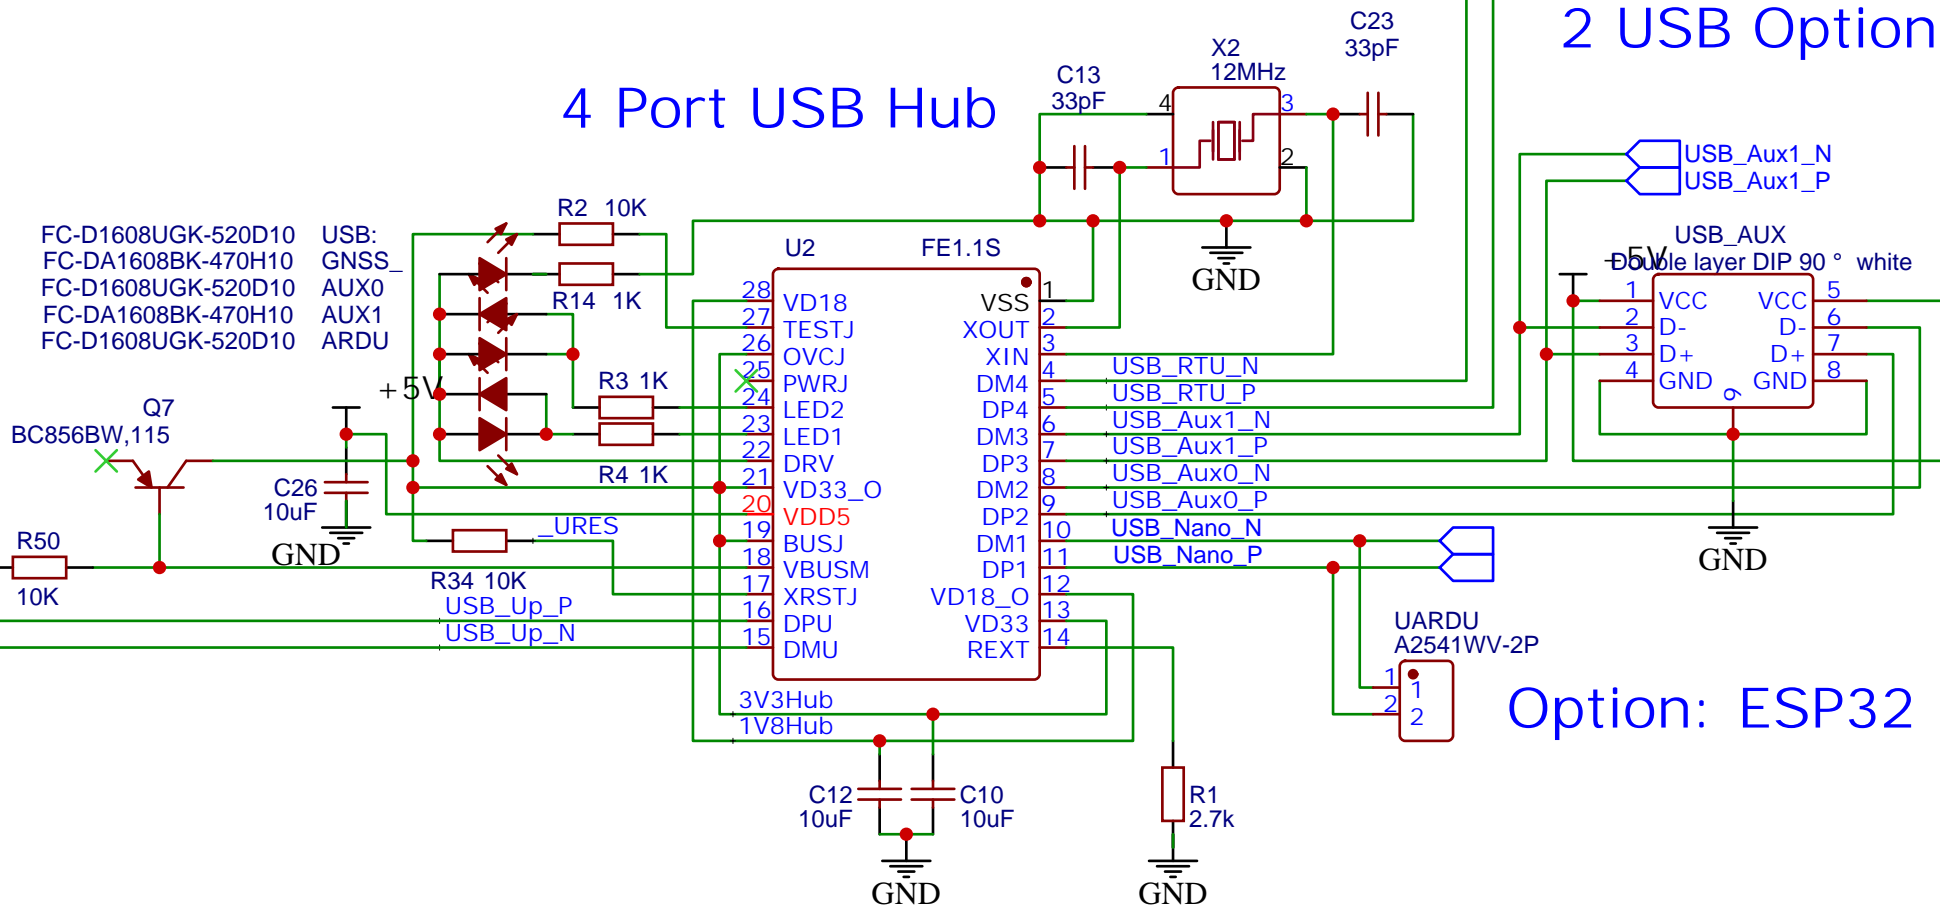 2 USB Option
4 Port USB Hub
C23
33pF
X2
12MHz
C13
33pF
4
3
1
2
USB_Aux1_N
USB_Aux1_P
FC-D1608UGK-520D10 USB:
FC-DA1608BK-470H10 GNSS_
FC-D1608UGK-520D10 AUX0
FC-DA1608BK-470H10 AUX1
FC-D1608UGK-520D10 ARDU
R2 10K
R14 1K
R3 1K
R4 1K
+5V
Q7
BC856BW,115
C26
10uF
GND
R50
10K
_URES
R34 10K
USB_Up_P
USB_Up_N
U2 FE1.1S
28 VD18
27 TESTJ
26 OVCJ
25 PWRJ
24 LED2
23 LED1
22 DRV
21 VD33_O
20 VDD5
19 BUSJ
18 VBUSM
17 XRSTJ
16 DPU
15 DMU
VSS 1
XOUT 2
XIN 3
DM4 4
DP4 5
DM3 6
DP3 7
DM2 8
DP2 9
DM1 10
DP1 11
VD18_O 12
VD33 13
REXT 14
GND
USB_RTU_N
USB_RTU_P
USB_Aux1_N
USB_Aux1_P
USB_Aux0_N
USB_Aux0_P
USB_Nano_N
USB_Nano_P
USB_AUX
+5V
Double layer DIP 90 ° white
1 VCC VCC 5
2 D- D- 6
3 D+ D+ 7
4 GND GND 8
9
GND
UARDU
A2541WV-2P
1 1
2 2
Option: ESP32
3V3Hub
1V8Hub
C12
10uF
C10
10uF
GND
R1
2.7k
GND